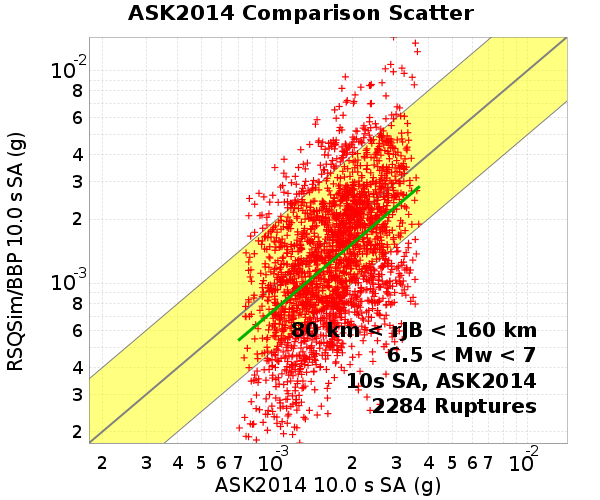 ASK2014 Comparison Scatter
RSQSim/BBP 10.0 s SA (g)
10-2
8
6
4
3
2
10-3
8
6
4
3
2
80 km < rJB < 160 km
6.5 < Mw < 7
10s SA, ASK2014
2284 Ruptures
2 3 4 5 6 7 10-3 2 3 4 5 6 7 10-2
ASK2014 10.0 s SA (g)